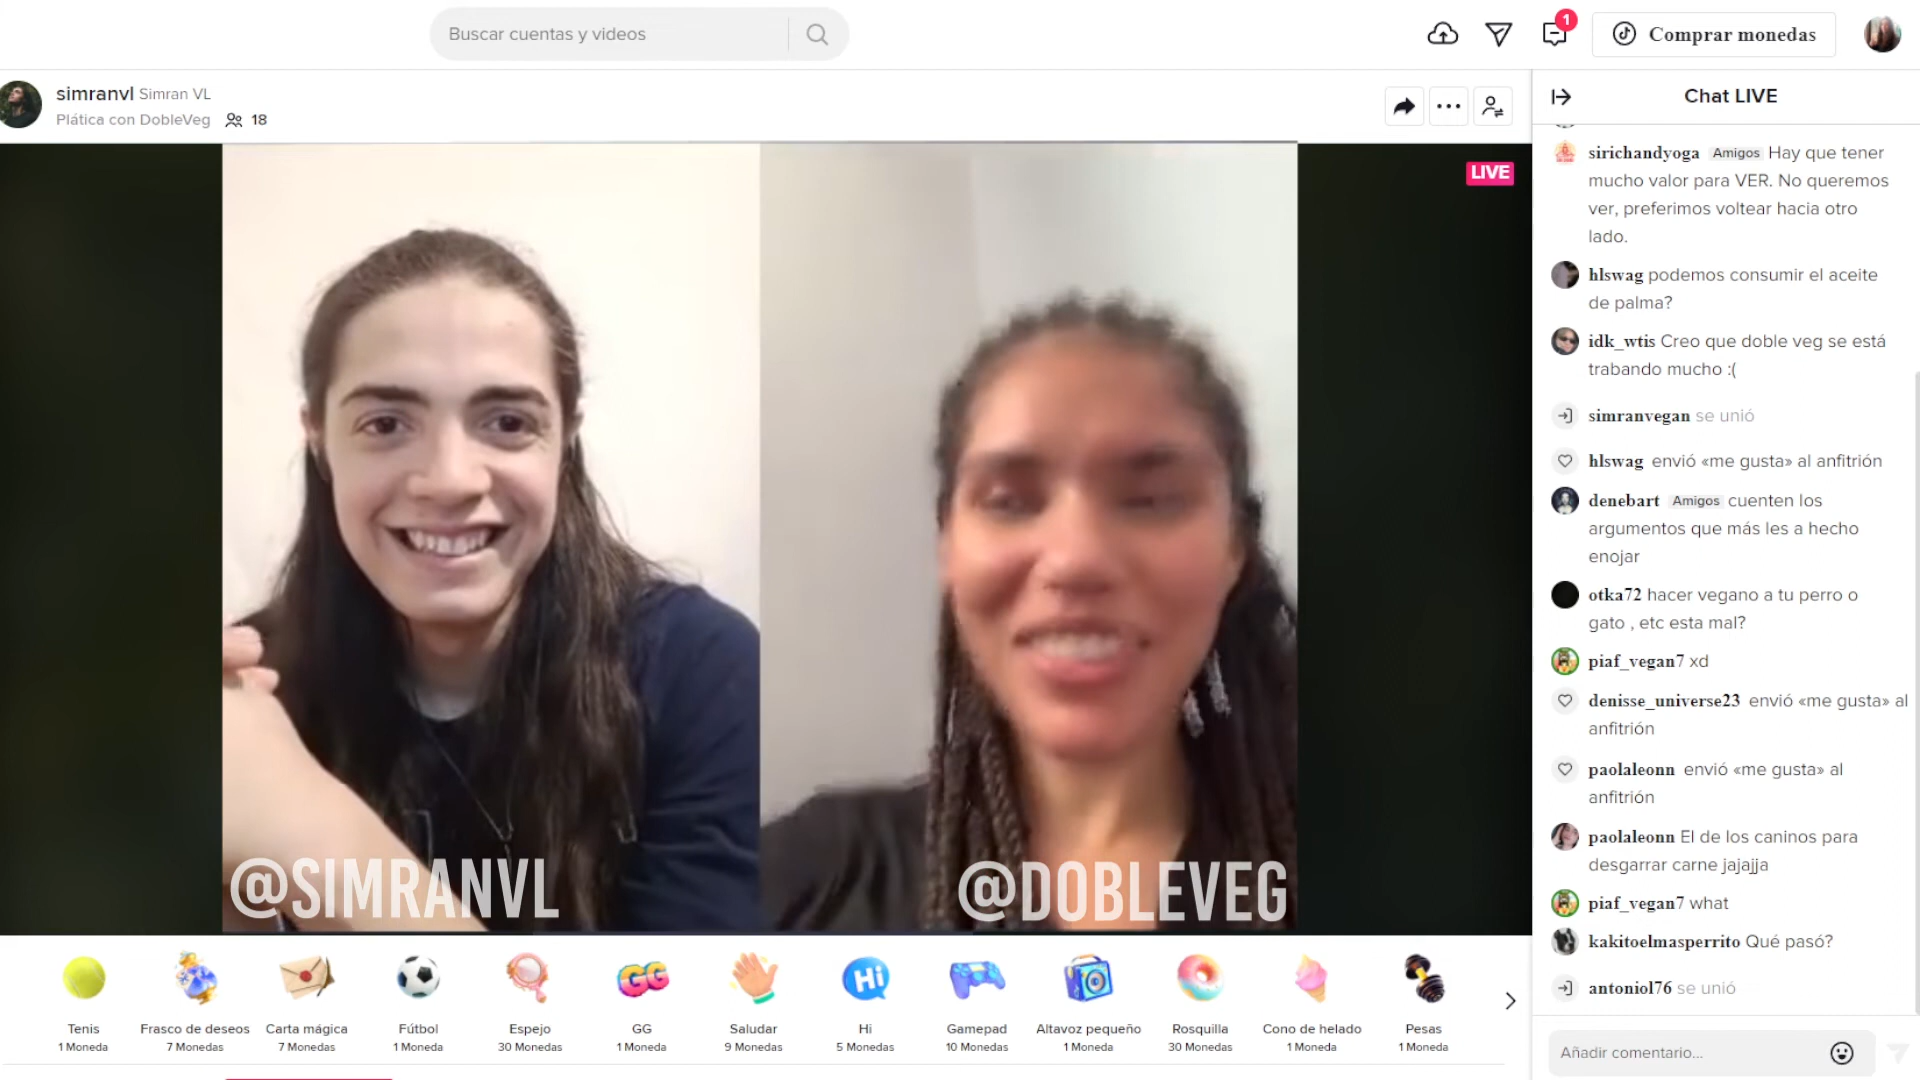 Buscar cuentas y videos
1
Comprar monedas
simranvl Simran VL
Plática con DobleVeg 18
LIVE
@SIMRANVL
@DOBLEVEG
Tenis
1 Moneda
Frasco de deseos
7 Monedas
Carta mágica
7 Monedas
Fútbol
1 Moneda
Espejo
30 Monedas
GG
GG
1 Moneda
Saludar
9 Monedas
Hi
Hi
5 Monedas
Gamepad
10 Monedas
Altavoz pequeño
1 Moneda
Rosquilla
30 Monedas
Cono de helado
1 Moneda
Pesas
1 Moneda
Chat LIVE
sirichandyoga Amigos Hay que tener
mucho valor para VER. No queremos
ver, preferimos voltear hacia otro
lado.
hlswag podemos consumir el aceite
de palma?
idk_wtis Creo que doble veg se está
trabando mucho :(
simranvegan se unió
hlswag envió «me gusta» al anfitrión
denebart Amigos cuenten los
argumentos que más les a hecho
enojar
otka72 hacer vegano a tu perro o
gato , etc esta mal?
piaf_vegan7 xd
denisse_universe23 envió «me gusta» al
anfitrión
paolaleonn envió «me gusta» al
anfitrión
paolaleonn El de los caninos para
desgarrar carne jajajja
piaf_vegan7 what
kakitoelmasperrito Qué pasó?
antoniol76 se unió
Añadir comentario...